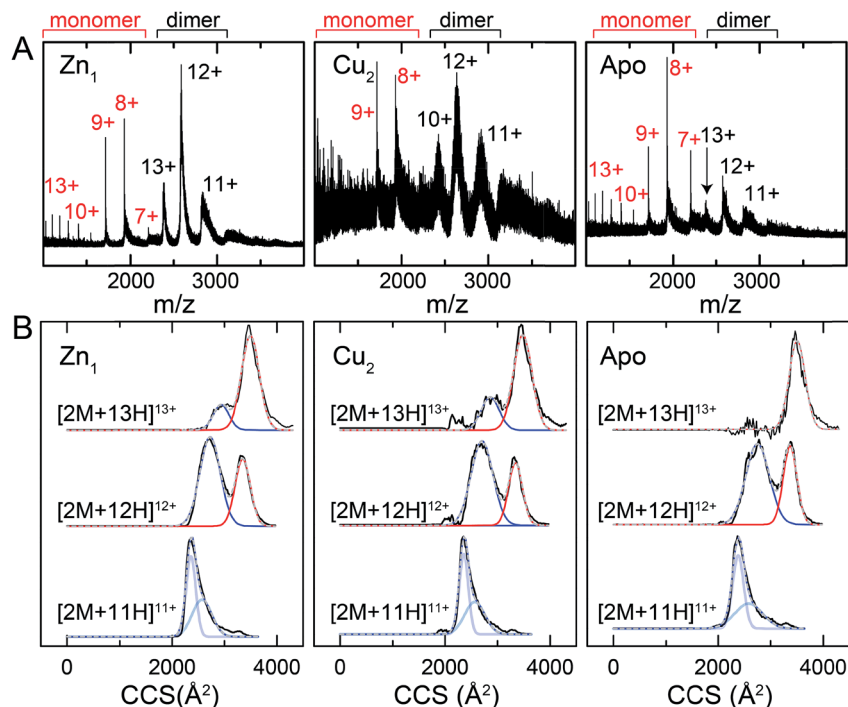 monomer dimer monomer dimer monomer dimer
A
Zn₁ 13+ 10+ 9+ 8+ 7+ 13+ 12+ 11+
Cu₂ 9+ 8+ 10+ 12+ 11+
Apo 13+ 10+ 9+ 8+ 7+ 13+ 12+ 11+
2000 3000 2000 3000 2000 3000
m/z m/z m/z
B
Zn₁ Cu₂ Apo
[2M+13H]¹³⁺ [2M+13H]¹³⁺ [2M+13H]¹³⁺
[2M+12H]¹²⁺ [2M+12H]¹²⁺ [2M+12H]¹²⁺
[2M+11H]¹¹⁺ [2M+11H]¹¹⁺ [2M+11H]¹¹⁺
0 2000 4000 0 2000 4000 0 2000 4000
CCS(Å²) CCS (Å²) CCS (Å²)